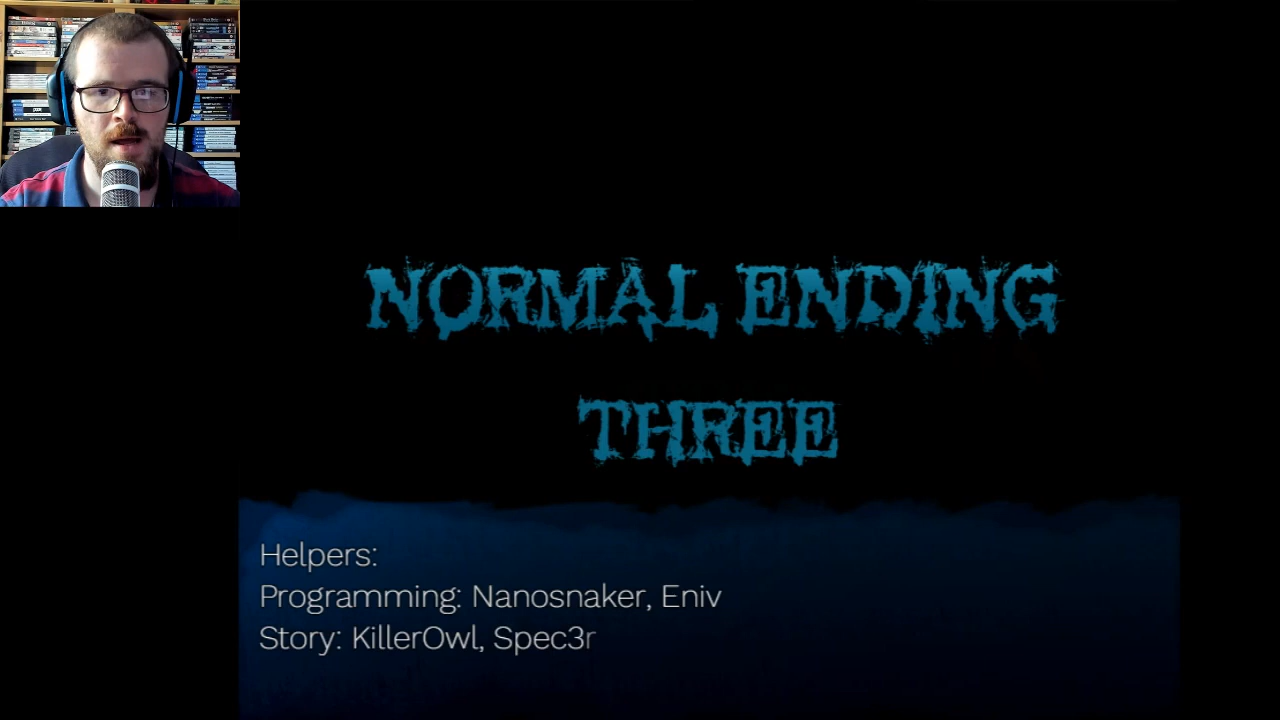 NORMAL ENDING
THREE
Helpers:
Programming: Nanosnaker, Eniv
Story: KillerOwl, Spec3r